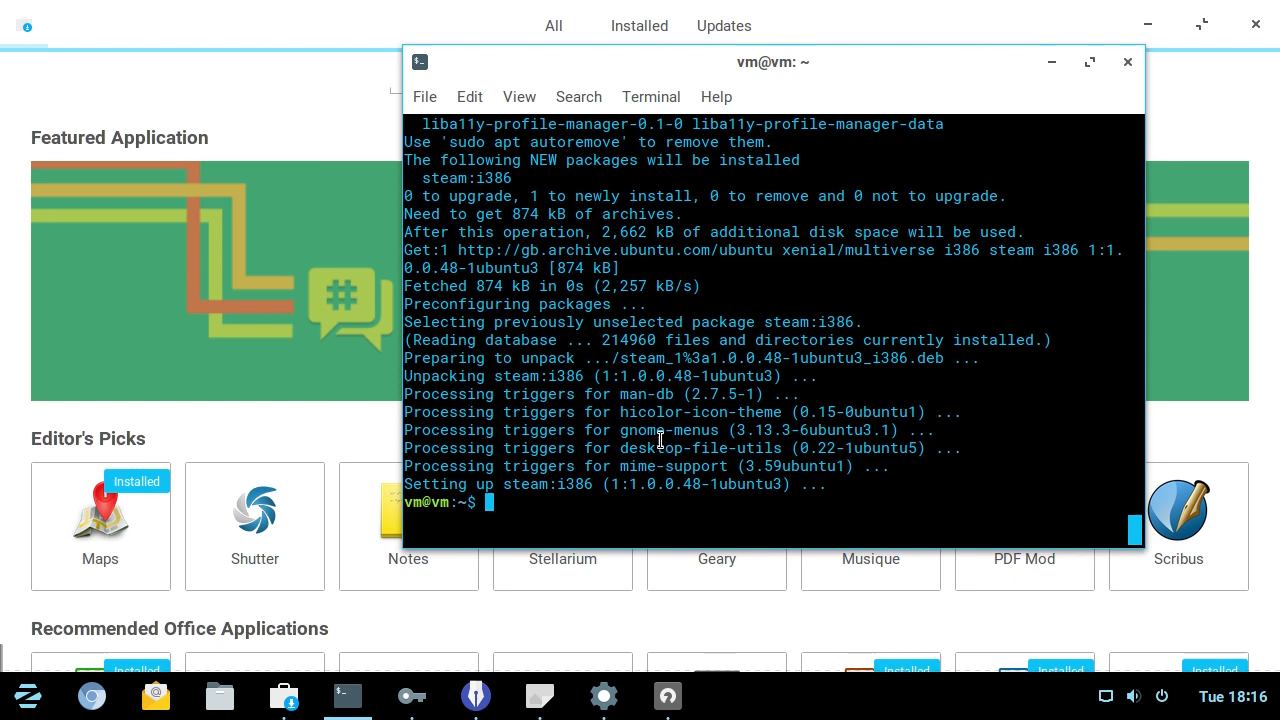 All Installed Updates
Featured Application
vm@vm: ~
File Edit View Search Terminal Help
liba11y-profile-manager-0.1-0 liba11y-profile-manager-data
Use 'sudo apt autoremove' to remove them.
The following NEW packages will be installed
steam:i386
0 to upgrade, 1 to newly install, 0 to remove and 0 not to upgrade.
Need to get 874 kB of archives.
After this operation, 2,662 kB of additional disk space will be used.
Get:1 http://gb.archive.ubuntu.com/ubuntu xenial/multiverse i386 steam i386 1:1.
0.0.48-1ubuntu3 [874 kB]
Fetched 874 kB in 0s (2,257 kB/s)
Preconfiguring packages ...
Selecting previously unselected package steam:i386.
(Reading database ... 214960 files and directories currently installed.)
Preparing to unpack .../steam_1%3a1.0.0.48-1ubuntu3_i386.deb ...
Unpacking steam:i386 (1:1.0.0.48-1ubuntu3) ...
Processing triggers for man-db (2.7.5-1) ...
Processing triggers for hicolor-icon-theme (0.15-0ubuntu1) ...
Processing triggers for gnome-menus (3.13.3-6ubuntu3.1) ...
Processing triggers for desktop-file-utils (0.22-1ubuntu5) ...
Processing triggers for mime-support (3.59ubuntu1) ...
Setting up steam:i386 (1:1.0.0.48-1ubuntu3) ...
vm@vm:~$
#
Editor's Picks
Installed
Maps Shutter Notes Stellarium Geary Musique PDF Mod Scribus
Recommended Office Applications
Installed Installed Installed Installed
Tue 18:16